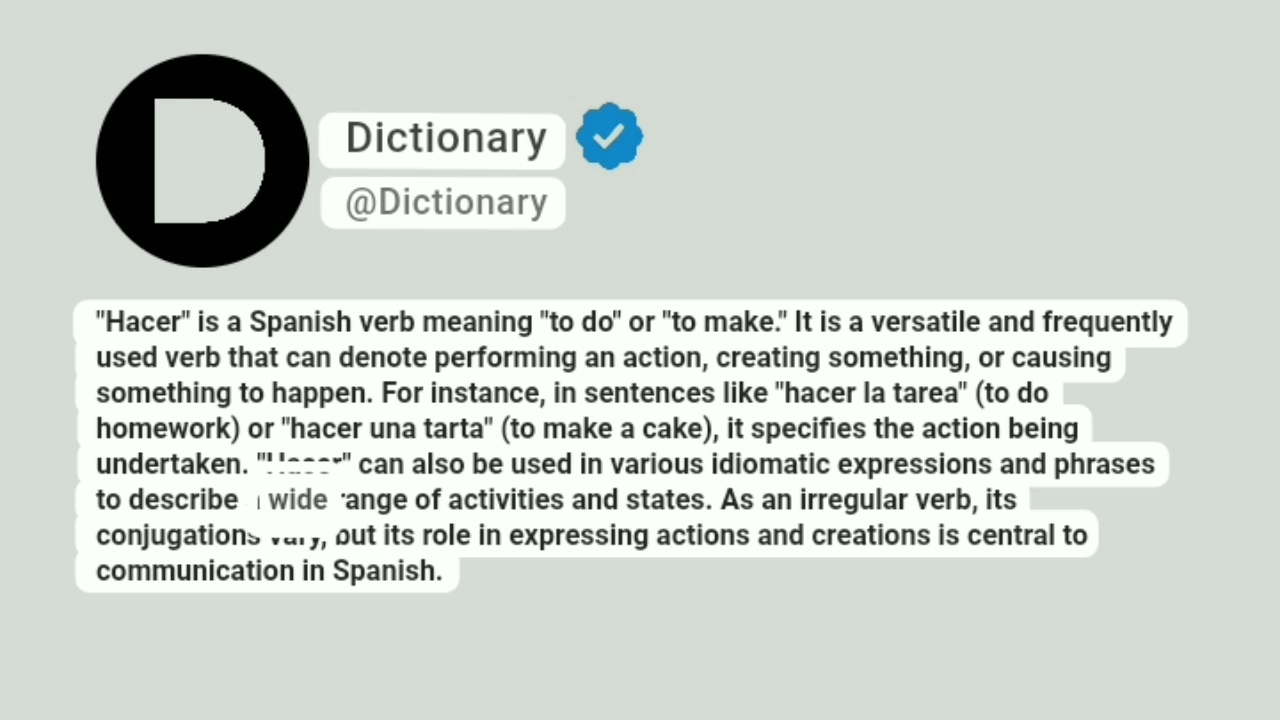 D
Dictionary
@Dictionary
"Hacer" is a Spanish verb meaning "to do" or "to make." It is a versatile and frequently
used verb that can denote performing an action, creating something, or causing
something to happen. For instance, in sentences like "hacer la tarea" (to do
homework) or "hacer una tarta" (to make a cake), it specifies the action being
undertaken. "Hacer" can also be used in various idiomatic expressions and phrases
to describe wide range of activities and states. As an irregular verb, its
conjugations vary, but its role in expressing actions and creations is central to
communication in Spanish.